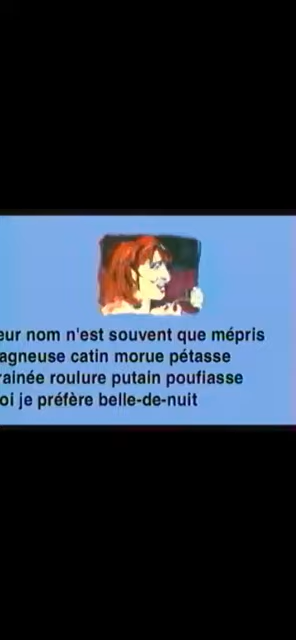 eur nom n'est souvent que mépris
agneuse catin morue pétasse
rainée roulure putain poufiasse
oi je préfère belle-de-nuit